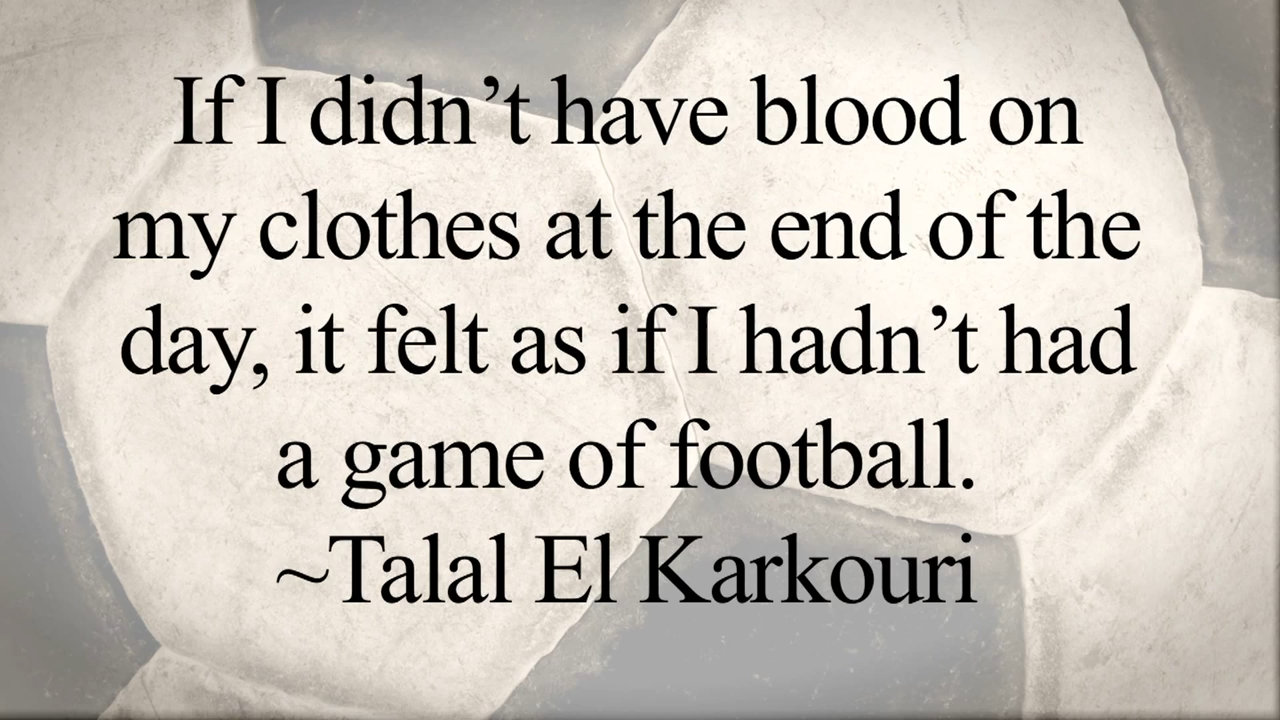 If I didn’t have blood on
my clothes at the end of the
day, it felt as if I hadn’t had
a game of football.
~Talal El Karkouri